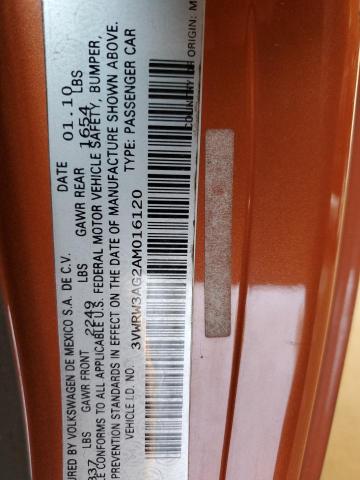 URED BY VOLKSWAGEN DE MEXICO S.A. DE C.V. DATE 01.10
837 LBS GAWR FRONT 2249 LBS GAWR REAR 1654 LBS
LE CONFORMS TO ALL APPLICABLE U.S. FEDERAL MOTOR VEHICLE SAFETY, BUMPER,
PREVENTION STANDARDS IN EFFECT ON THE DATE OF MANUFACTURE SHOWN ABOVE.
VEHICLE I.D. NO. 3VWRW3AG2AM016120 TYPE: PASSENGER CAR
COUNTRY OF ORIGIN: M